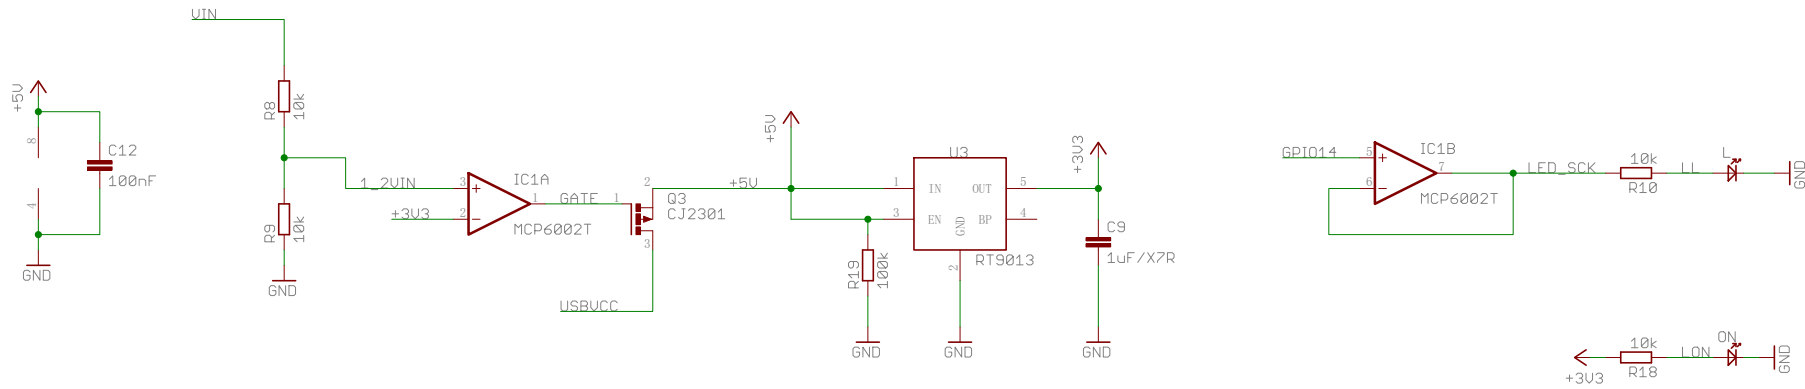 VIN
+5V
8
4
C12
100nF
GND
R8
10k
R9
10k
GND
1_2VIN
+3V3
3
2
IC1A
1
MCP6002T
GATE
1
2
Q3
CJ2301
3
USBVCC
+5V
+5V
U3
1
IN
OUT
5
3
EN
GND
BP
4
2
RT9013
R19
100k
GND
GND
+3V3
C9
1uF/X7R
GND
GPIO14
5
6
IC1B
7
MCP6002T
LED_SCK
10k
R10
LL
L
GND
+3V3
10k
R18
LON
ON
GND